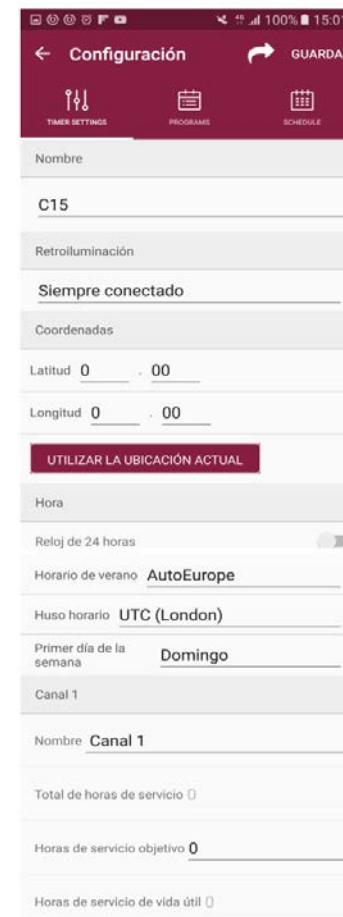 100% 15:01
Configuración GUARDA
TIMER SETTINGS PROGRAMS SCHEDULE
Nombre
C15
Retroiluminación
Siempre conectado
Coordenadas
Latitud 0 . 00
Longitud 0 . 00
UTILIZAR LA UBICACIÓN ACTUAL
Hora
Reloj de 24 horas
Horario de verano AutoEurope
Huso horario UTC (London)
Primer día de la
semana Domingo
Canal 1
Nombre Canal 1
Total de horas de servicio 0
Horas de servicio objetivo 0
Horas de servicio de vida útil 0